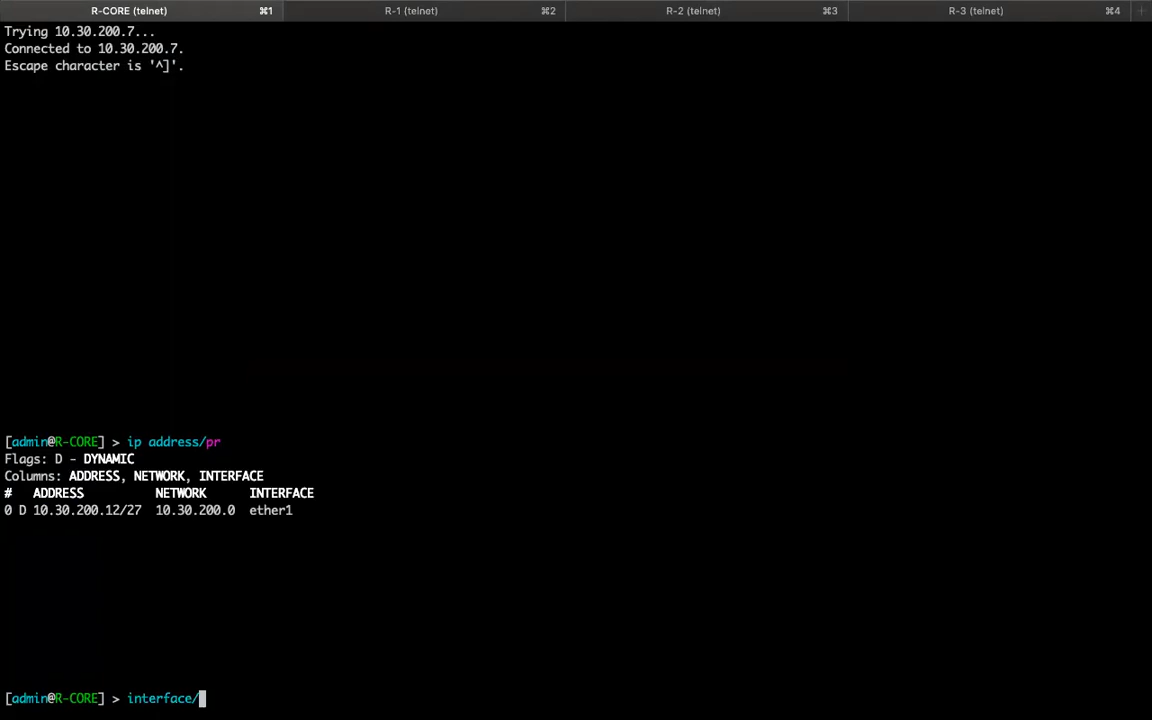 R-CORE (telnet) ⌘1 R-1 (telnet) ⌘2 R-2 (telnet) ⌘3 R-3 (telnet) ⌘4 +
Trying 10.30.200.7...
Connected to 10.30.200.7.
Escape character is '^]'.
[admin@R-CORE] > ip address/pr
Flags: D - DYNAMIC
Columns: ADDRESS, NETWORK, INTERFACE
#   ADDRESS          NETWORK      INTERFACE
0 D 10.30.200.12/27  10.30.200.0  ether1
[admin@R-CORE] > interface/